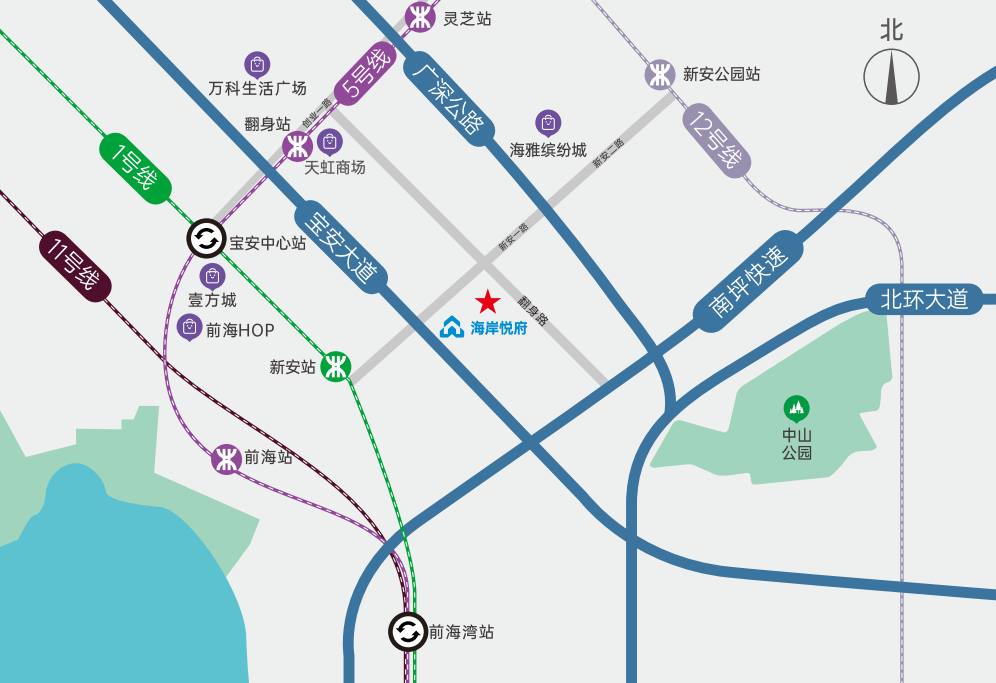 灵芝站
北
5号线
广深公路
新安公园站
万科生活广场
创业一路
翻身站
天虹商场
海雅缤纷城
新安二路
12号线
1号线
宝安中心站
宝安大道
新安一路
11号线
南坪快速
壹方城
翻身路
北环大道
海岸悦府
前海HOP
新安站
中山
公园
前海站
前海湾站